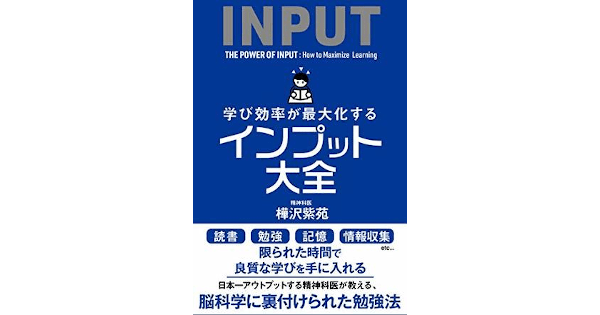 INPUT
THE POWER OF INPUT : How to Maximize Learning
学び効率が最大化する
インプット
大全
精神科医
樺沢紫苑
読書 勉強 記憶 情報収集
etc...
限られた時間で
良質な学びを手に入れる
日本一アウトプットする精神科医が教える、
脳科学に裏付けられた勉強法